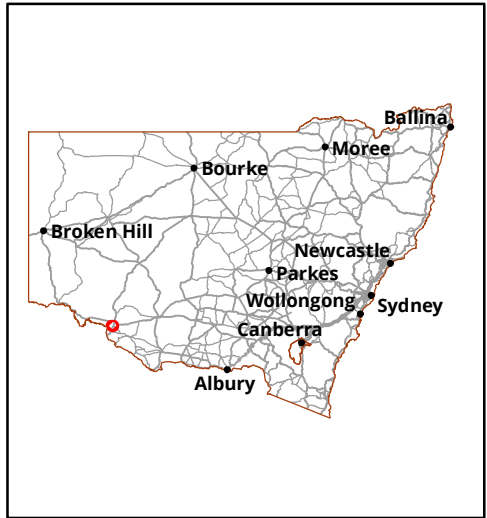 Ballina
Moree
Bourke
Broken Hill
Newcastle
Parkes
Wollongong
Sydney
Canberra
Albury